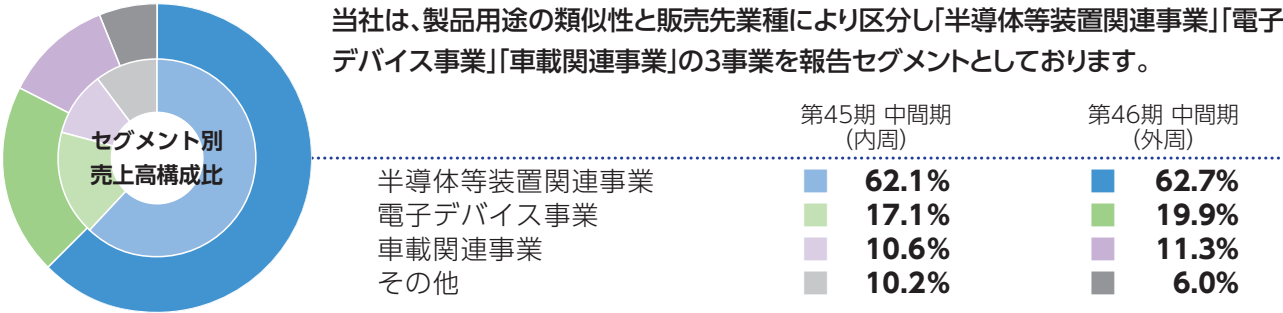 当社は、製品用途の類似性と販売先業種により区分し「半導体等装置関連事業」「電子
デバイス事業」「車載関連事業」の3事業を報告セグメントとしております。
セグメント別
売上高構成比
第45期 中間期 第46期 中間期
(内周) (外周)
半導体等装置関連事業 62.1% 62.7%
電子デバイス事業 17.1% 19.9%
車載関連事業 10.6% 11.3%
その他 10.2% 6.0%